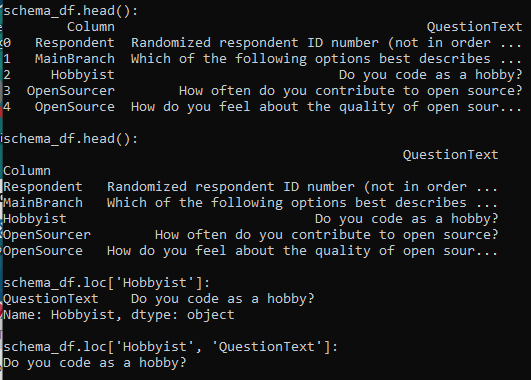 schema_df.head():
Column QuestionText
0 Respondent Randomized respondent ID number (not in order ...
1 MainBranch Which of the following options best describes ...
2 Hobbyist Do you code as a hobby?
3 OpenSourcer How often do you contribute to open source?
4 OpenSource How do you feel about the quality of open sour...
schema_df.head():
QuestionText
Column
Respondent Randomized respondent ID number (not in order ...
MainBranch Which of the following options best describes ...
Hobbyist Do you code as a hobby?
OpenSourcer How often do you contribute to open source?
OpenSource How do you feel about the quality of open sour...
schema_df.loc['Hobbyist']:
QuestionText Do you code as a hobby?
Name: Hobbyist, dtype: object
schema_df.loc['Hobbyist', 'QuestionText']:
Do you code as a hobby?